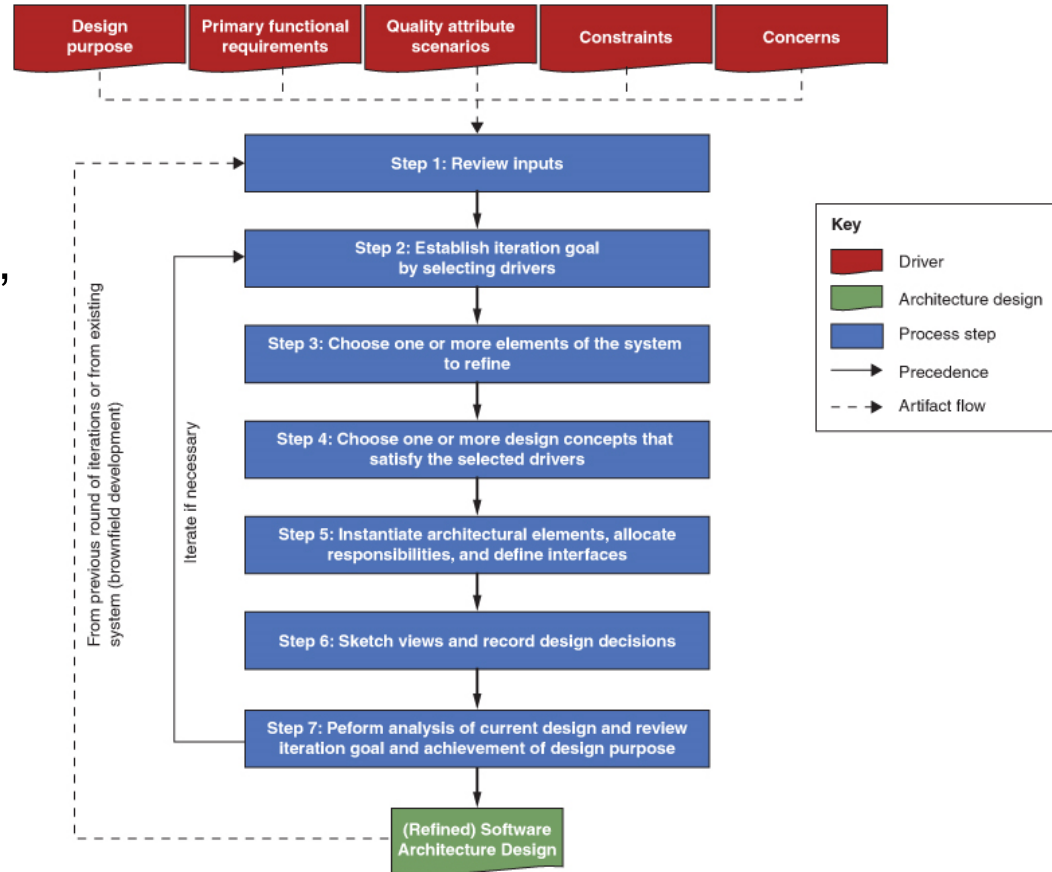 Design
purpose
Primary functional
requirements
Quality attribute
scenarios
Constraints
Concerns
Step 1: Review inputs
,
Step 2: Establish iteration goal
by selecting drivers
Step 3: Choose one or more elements of the system
to refine
Step 4: Choose one or more design concepts that
satisfy the selected drivers
Step 5: Instantiate architectural elements, allocate
responsibilities, and define interfaces
Step 6: Sketch views and record design decisions
Step 7: Peform analysis of current design and review
iteration goal and achievement of design purpose
(Refined) Software
Architecture Design
From previous round of iterations or from existing
system (brownfield development)
Iterate if necessary
Key
Driver
Architecture design
Process step
Precedence
Artifact flow